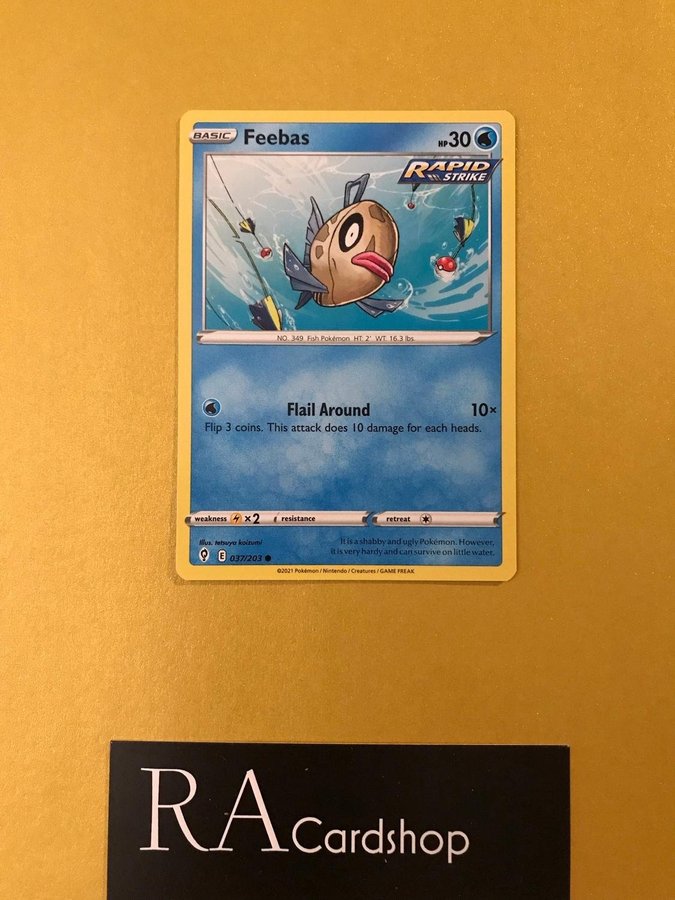 BASIC Feebas HP 30
RAPID
STRIKE
NO. 349 Fish Pokémon HT: 2' WT: 16.3 lbs.
Flail Around 10×
Flip 3 coins. This attack does 10 damage for each heads.
weakness ×2 resistance retreat
Illus. tetsuya koizumi
It is a shabby and ugly Pokémon. However,
it is very hardy and can survive on little water.
E 037/203
©2021 Pokémon / Nintendo / Creatures / GAME FREAK
RA Cardshop